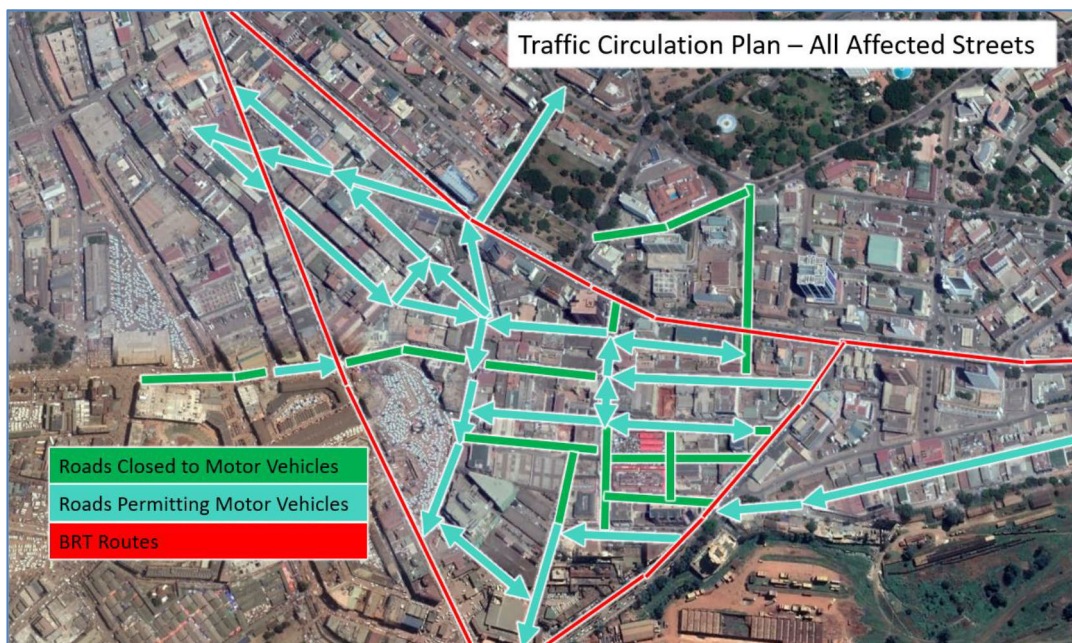 Traffic Circulation Plan – All Affected Streets
Roads Closed to Motor Vehicles
Roads Permitting Motor Vehicles
BRT Routes